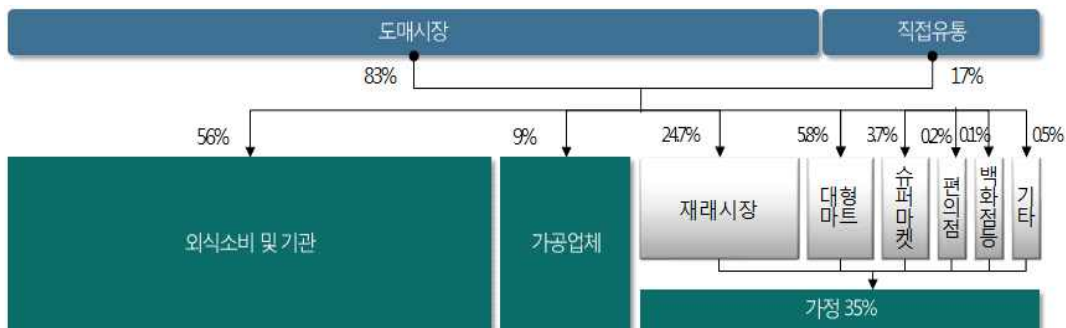 도매시장 직접유통
83% 17%
56% 9% 24.7% 5.8% 3.7% 0.2% 0.1% 0.5%
외식소비 및 기관
가공업체
재래시장
대형
마트
슈퍼마켓
편의점
백화점등
기타
가정 35%